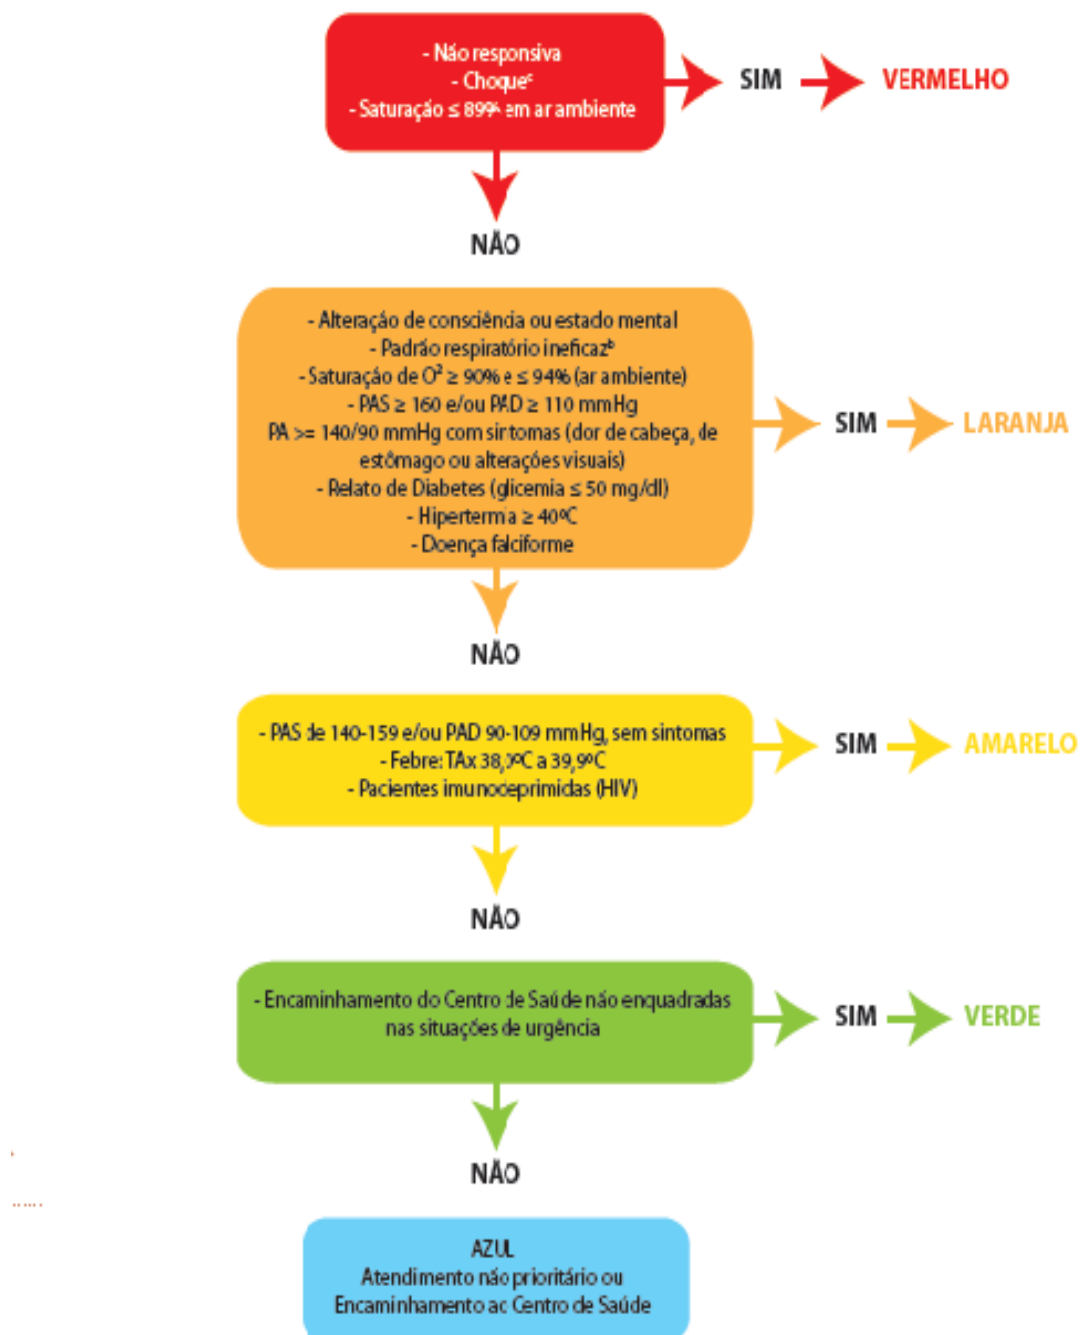 - Não responsiva
- Choqueᶜ
- Saturação ≤ 89% em ar ambiente
SIM
VERMELHO
NÃO
- Alteração de consciência ou estado mental
- Padrão respiratório ineficazᵇ
- Saturação de O² ≥ 90% e ≤ 94% (ar ambiente)
- PAS ≥ 160 e/ou PAD ≥ 110 mmHg
PA >= 140/90 mmHg com sintomas (dor de cabeça, de
estômago ou alterações visuais)
- Relato de Diabetes (glicemia ≤ 50 mg/dl)
- Hipertermia ≥ 40ºC
- Doença falciforme
SIM
LARANJA
NÃO
- PAS de 140-159 e/ou PAD 90-109 mmHg, sem sintomas
- Febre: TAx 38,0ºC a 39,9ºC
- Pacientes imunodeprimidas (HIV)
SIM
AMARELO
NÃO
- Encaminhamento do Centro de Saúde não enquadradas
nas situações de urgência
SIM
VERDE
NÃO
AZUL
Atendimento não prioritário ou
Encaminhamento ao Centro de Saúde